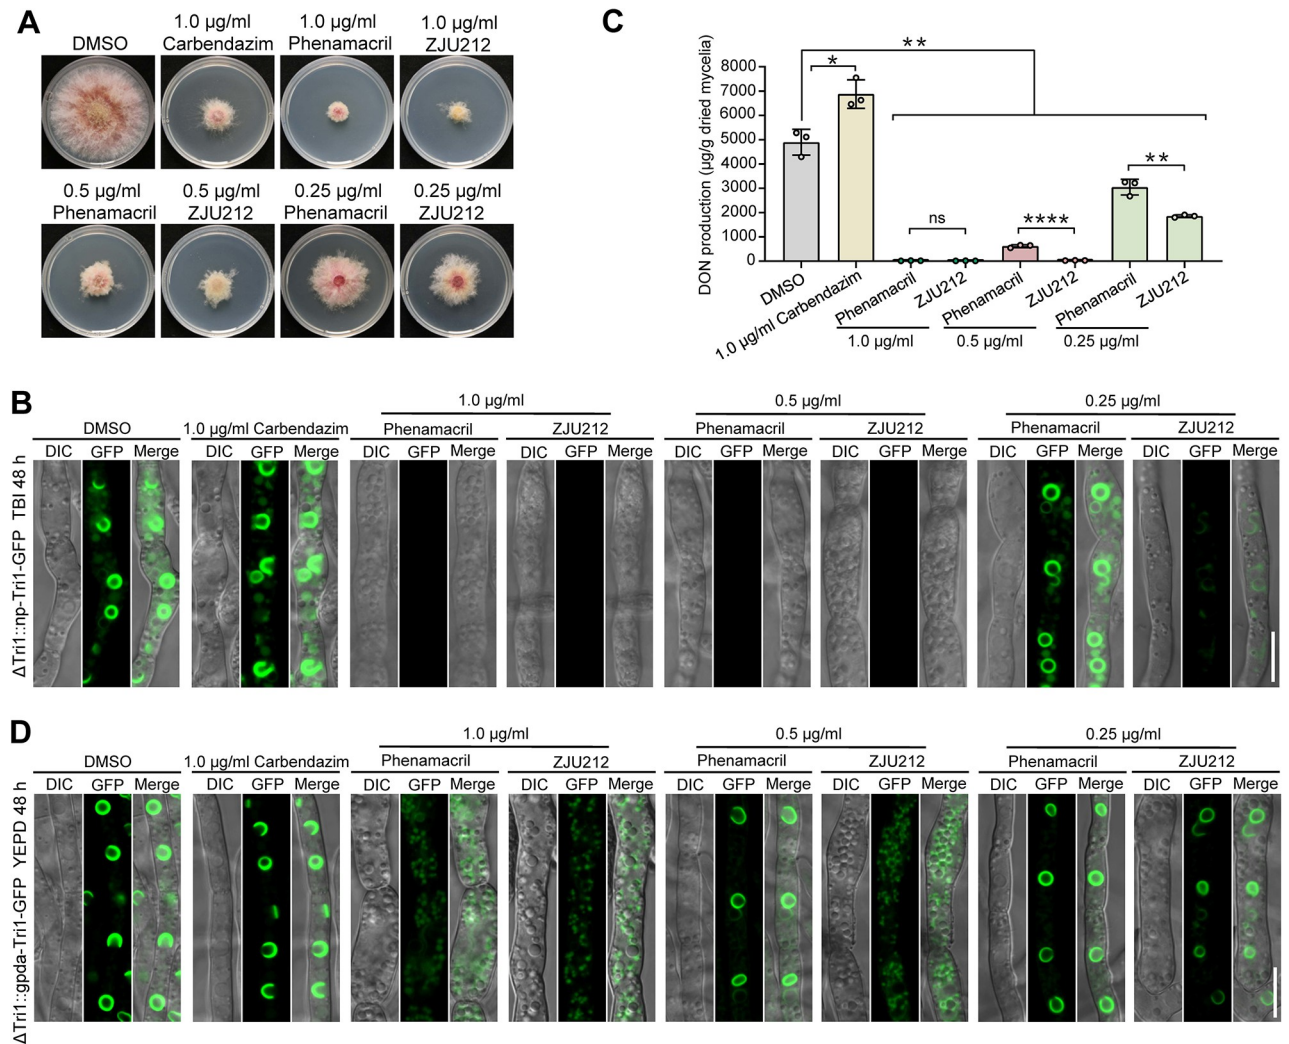 A
DMSO
1.0 µg/ml
Carbendazim
1.0 µg/ml
Phenamacril
1.0 µg/ml
ZJU212
0.5 µg/ml
Phenamacril
0.5 µg/ml
ZJU212
0.25 µg/ml
Phenamacril
0.25 µg/ml
ZJU212
C
DON production (µg/g dried mycelia)
8000
7000
6000
5000
4000
3000
2000
1000
0
**
*
ns
****
**
DMSO
1.0 µg/ml Carbendazim
Phenamacril
ZJU212
Phenamacril
ZJU212
Phenamacril
ZJU212
1.0 µg/ml
0.5 µg/ml
0.25 µg/ml
B
1.0 µg/ml
0.5 µg/ml
0.25 µg/ml
DMSO
1.0 µg/ml Carbendazim
Phenamacril
ZJU212
Phenamacril
ZJU212
Phenamacril
ZJU212
DIC GFP Merge
DIC GFP Merge
DIC GFP Merge
DIC GFP Merge
DIC GFP Merge
DIC GFP Merge
DIC GFP Merge
DIC GFP Merge
ΔTri1::np-Tri1-GFP TBI 48 h
D
1.0 µg/ml
0.5 µg/ml
0.25 µg/ml
DMSO
1.0 µg/ml Carbendazim
Phenamacril
ZJU212
Phenamacril
ZJU212
Phenamacril
ZJU212
DIC GFP Merge
DIC GFP Merge
DIC GFP Merge
DIC GFP Merge
DIC GFP Merge
DIC GFP Merge
DIC GFP Merge
DIC GFP Merge
ΔTri1::gpda-Tri1-GFP YEPD 48 h